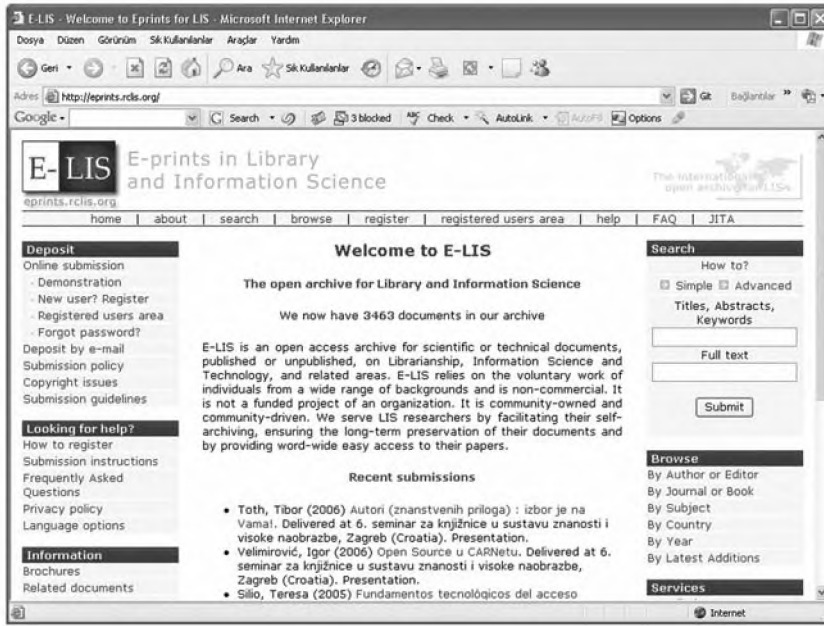 E-LIS - Welcome to Eprints for LIS - Microsoft Internet Explorer
Dosya Düzen Görünüm Sık Kullanılanlar Araçlar Yardım
Geri Ara Sık Kullanılanlar
Adres http://eprints.rclis.org/ Git Bağlantılar »
Google Search 3 blocked ABC Check AutoLink AutoFill Options
E-LIS E-prints in Library
and Information Science
The international
open archive for LIS
eprints.rclis.org
home | about | search | browse | register | registered users area | help | FAQ | JITA
Deposit
Online submission
- Demonstration
- New user? Register
- Registered users area
- Forgot password?
Deposit by e-mail
Submission policy
Copyright issues
Submission guidelines
Looking for help?
How to register
Submission instructions
Frequently Asked
Questions
Privacy policy
Language options
Information
Brochures
Related documents
Welcome to E-LIS
The open archive for Library and Information Science
We now have 3463 documents in our archive
E-LIS is an open access archive for scientific or technical documents,
published or unpublished, on Librarianship, Information Science and
Technology, and related areas. E-LIS relies on the voluntary work of
individuals from a wide range of backgrounds and is non-commercial. It
is not a funded project of an organization. It is community-owned and
community-driven. We serve LIS researchers by facilitating their self-
archiving, ensuring the long-term preservation of their documents and
by providing word-wide easy access to their papers.
Recent submissions
• Toth, Tibor (2006) Autori (znanstvenih priloga) : izbor je na
Vama!. Delivered at 6. seminar za knjižnice u sustavu znanosti i
visoke naobrazbe, Zagreb (Croatia). Presentation.
• Velimirović, Igor (2006) Open Source u CARNetu. Delivered at 6.
seminar za knjižnice u sustavu znanosti i visoke naobrazbe,
Zagreb (Croatia). Presentation.
• Silio, Teresa (2005) Fundamentos tecnológicos del acceso
Search
How to?
Simple Advanced
Titles, Abstracts,
Keywords
Full text
Submit
Browse
By Author or Editor
By Journal or Book
By Subject
By Country
By Year
By Latest Additions
Services
Internet